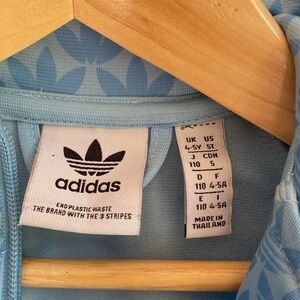 adidas
END PLASTIC WASTE
THE BRAND WITH THE 3 STRIPES
UK US
4-5Y 5T
J CDN
110 5
D F
110 4-5A
E I
110 4-5A
MADE IN
THAILAND